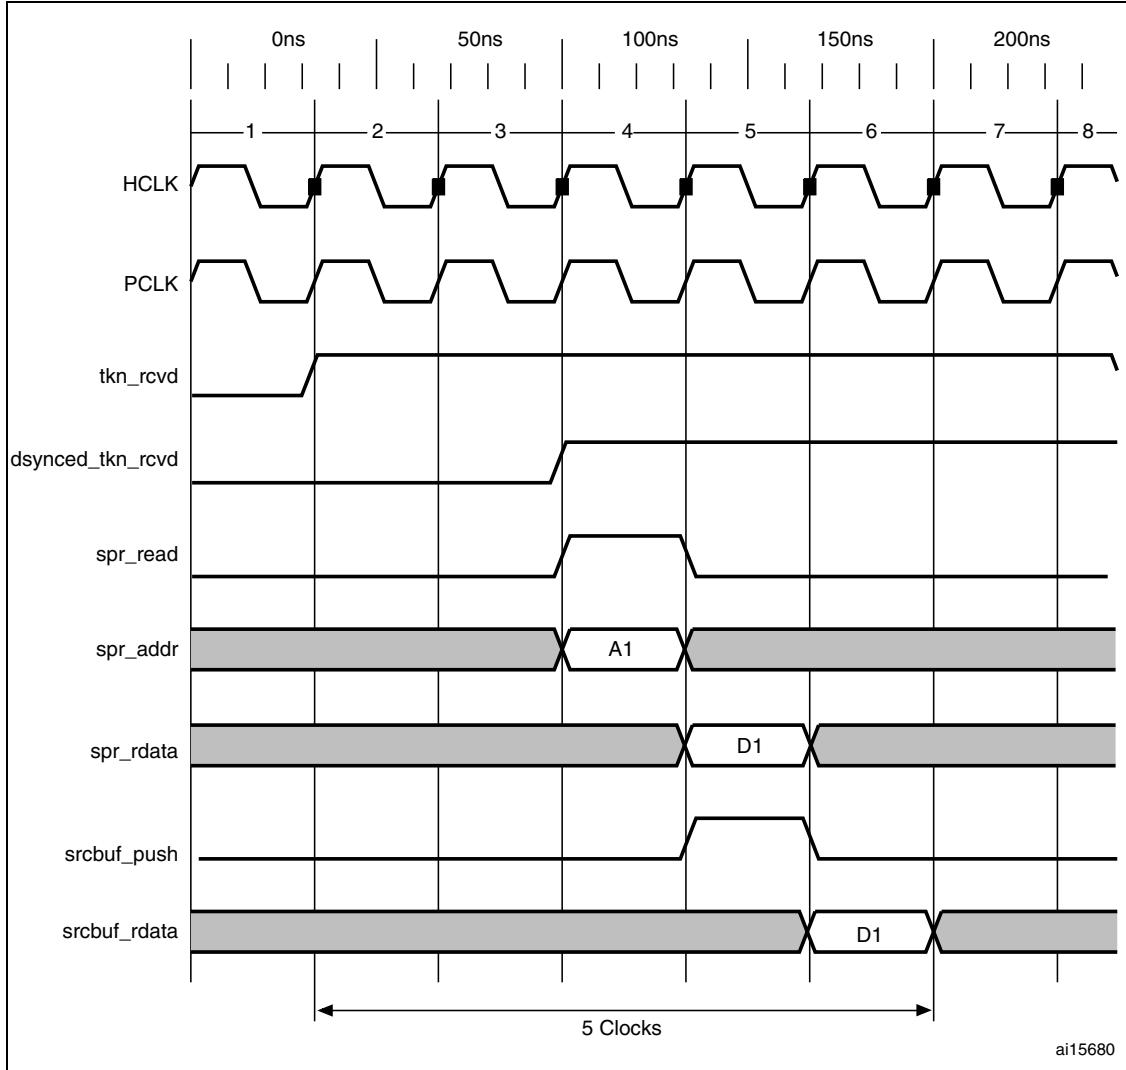 0ns 50ns 100ns 150ns 200ns
1 2 3 4 5 6 7 8
HCLK
PCLK
tkn_rcvd
dsynced_tkn_rcvd
spr_read
spr_addr A1
spr_rdata D1
srcbuf_push
srcbuf_rdata D1
5 Clocks
ai15680